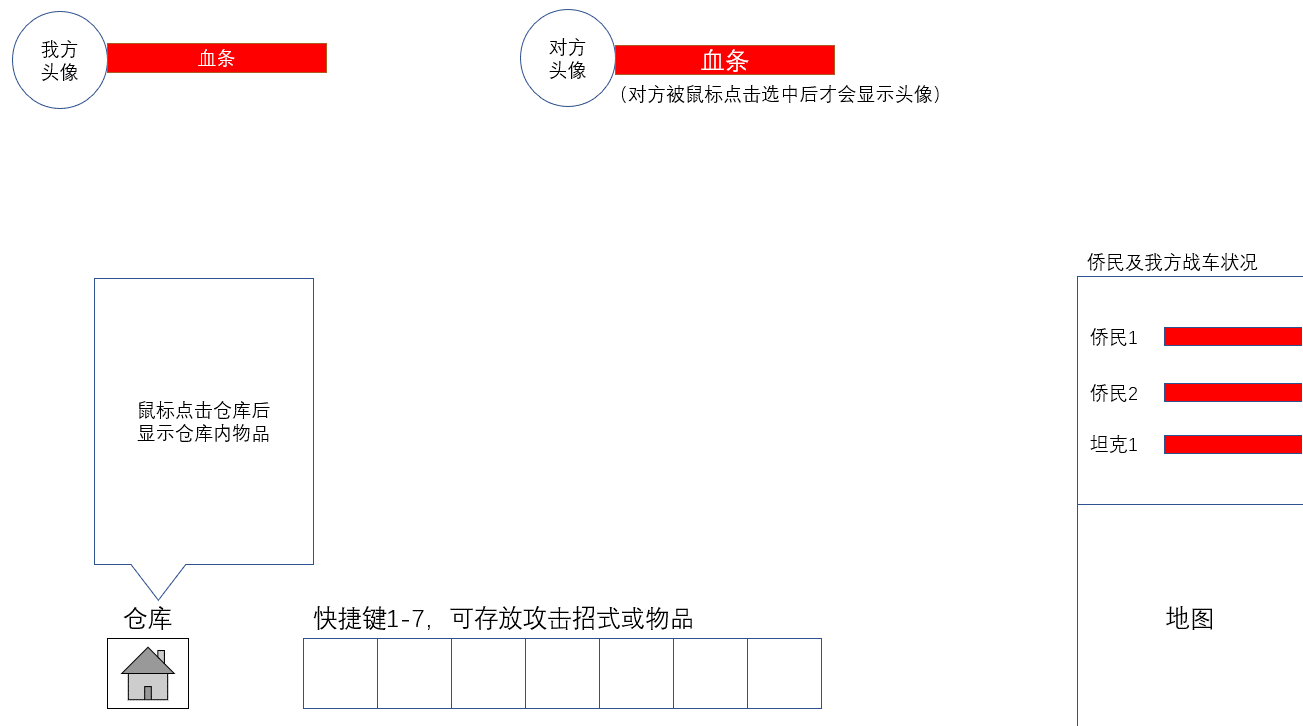 我方
头像
血条
对方
头像
血条
（对方被鼠标点击选中后才会显示头像）
侨民及我方战车状况
侨民1
侨民2
坦克1
鼠标点击仓库后
显示仓库内物品
仓库
快捷键1-7，可存放攻击招式或物品
地图